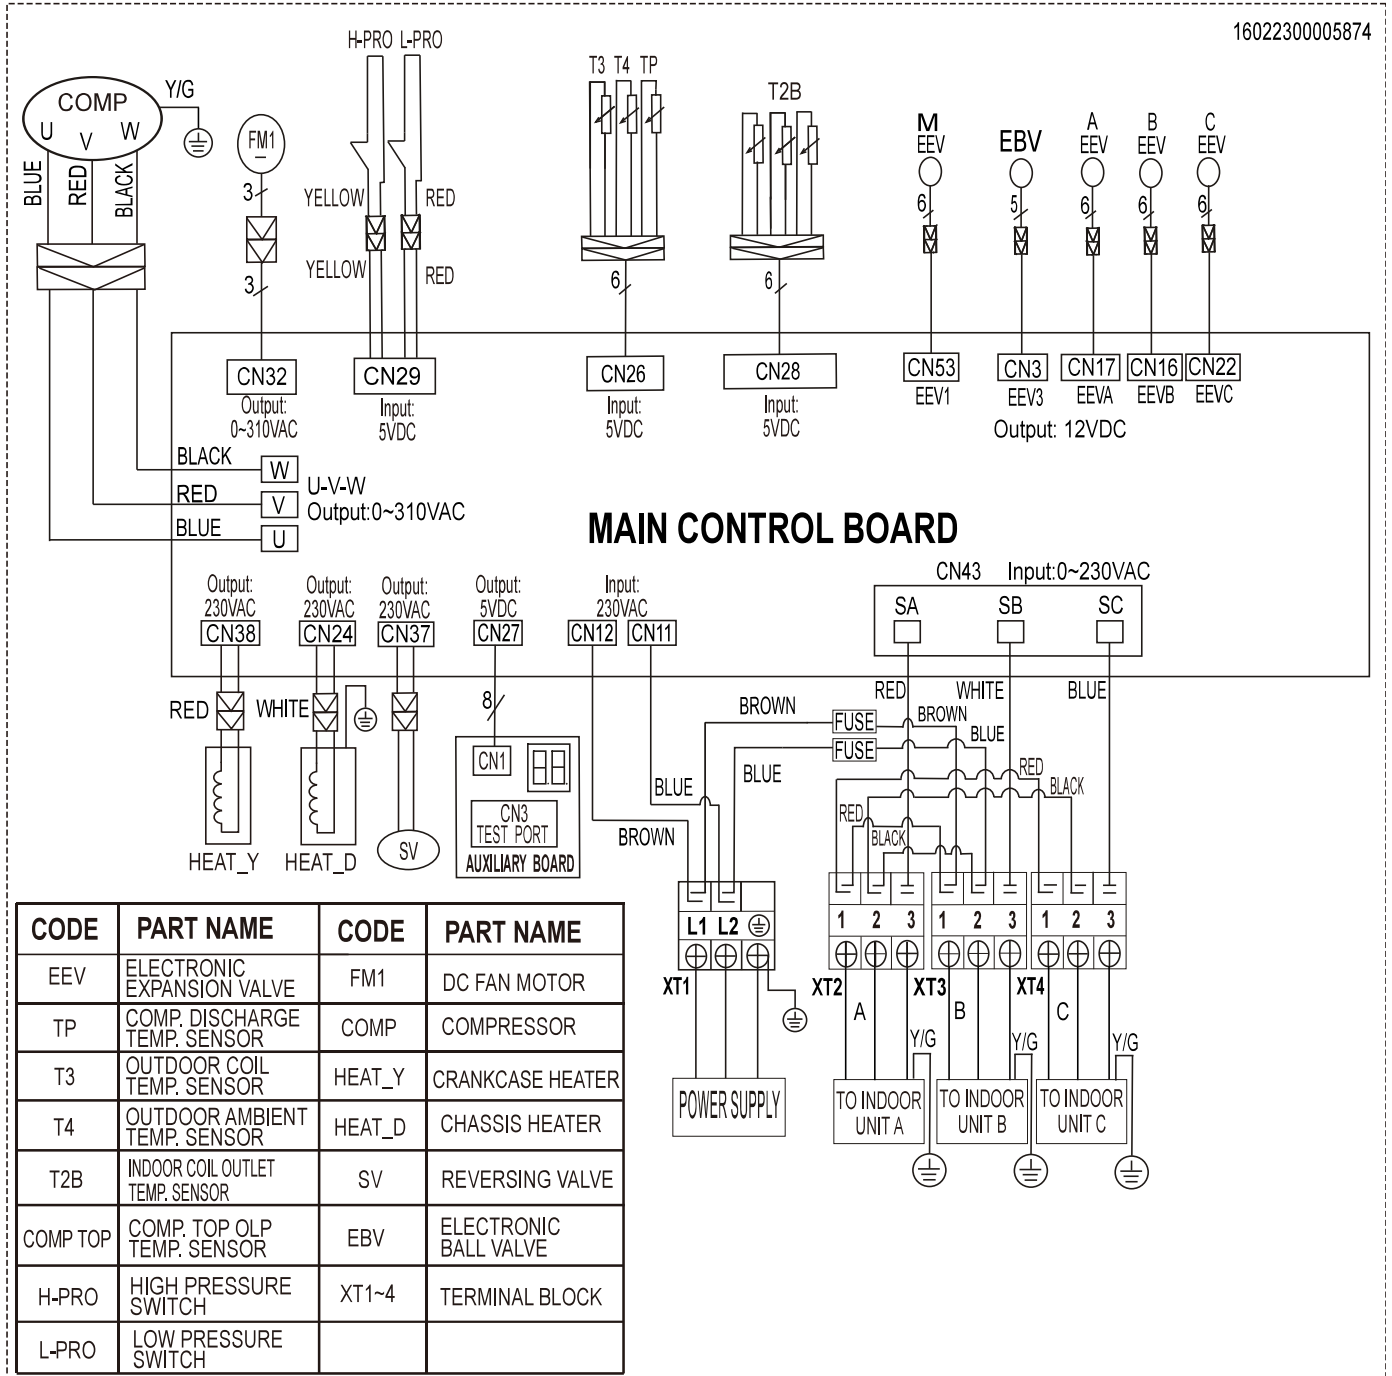 16022300005874
H-PRO L-PRO
T3 T4 TP
T2B
COMP
U V W
Y/G
BLUE
RED
BLACK
FM1
3
3
YELLOW
RED
YELLOW
RED
6
6
M
EEV
6
EBV
5
A
EEV
6
B
EEV
6
C
EEV
6
CN32
Output:
0~310VAC
CN29
Input:
5VDC
CN26
Input:
5VDC
CN28
Input:
5VDC
CN53
EEV1
CN3
EEV3
CN17
EEVA
CN16
EEVB
CN22
EEVC
Output: 12VDC
BLACK
W
RED
V
BLUE
U
U-V-W
Output:0~310VAC
MAIN CONTROL BOARD
CN43 Input:0~230VAC
SA SB SC
Output:
230VAC
CN38
Output:
230VAC
CN24
Output:
230VAC
CN37
Output:
5VDC
CN27
Input:
230VAC
CN12 CN11
RED
WHITE
8
HEAT_Y
HEAT_D
SV
CN1
CN3
TEST PORT
AUXILIARY BOARD
BLUE
BROWN
BROWN
BLUE
FUSE
FUSE
RED
WHITE
BLUE
BROWN
BLUE
RED
BLACK
RED
BLACK
L1 L2
XT1
POWER SUPPLY
1 2 3
XT2
A
Y/G
TO INDOOR
UNIT A
1 2 3
XT3
B
Y/G
TO INDOOR
UNIT B
1 2 3
XT4
C
Y/G
TO INDOOR
UNIT C
CODE PART NAME CODE PART NAME
EEV ELECTRONIC
EXPANSION VALVE FM1 DC FAN MOTOR
TP COMP. DISCHARGE
TEMP. SENSOR COMP COMPRESSOR
T3 OUTDOOR COIL
TEMP. SENSOR HEAT_Y CRANKCASE HEATER
T4 OUTDOOR AMBIENT
TEMP. SENSOR HEAT_D CHASSIS HEATER
T2B INDOOR COIL OUTLET
TEMP. SENSOR SV REVERSING VALVE
COMP TOP COMP. TOP OLP
TEMP. SENSOR EBV ELECTRONIC
BALL VALVE
H-PRO HIGH PRESSURE
SWITCH XT1~4 TERMINAL BLOCK
L-PRO LOW PRESSURE
SWITCH